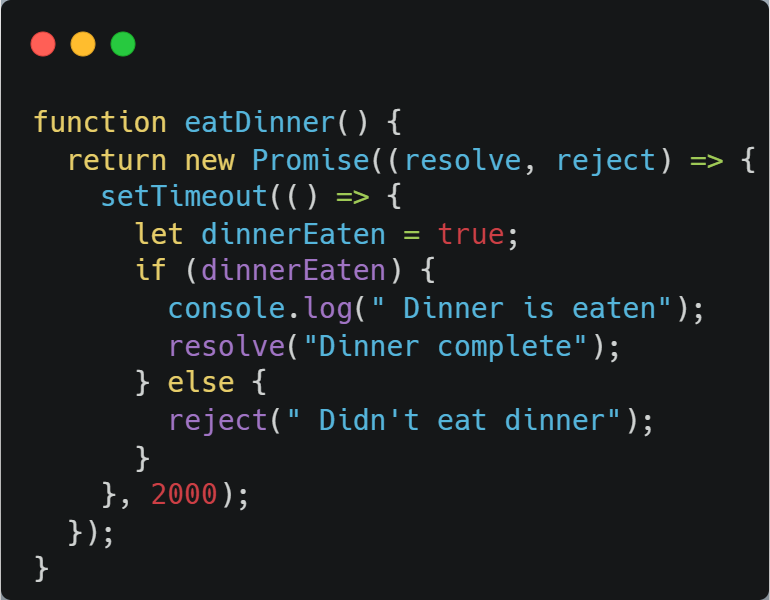 function eatDinner() {
  return new Promise((resolve, reject) => {
    setTimeout(() => {
      let dinnerEaten = true;
      if (dinnerEaten) {
        console.log(" Dinner is eaten");
        resolve("Dinner complete");
      } else {
        reject(" Didn't eat dinner");
      }
    }, 2000);
  });
}